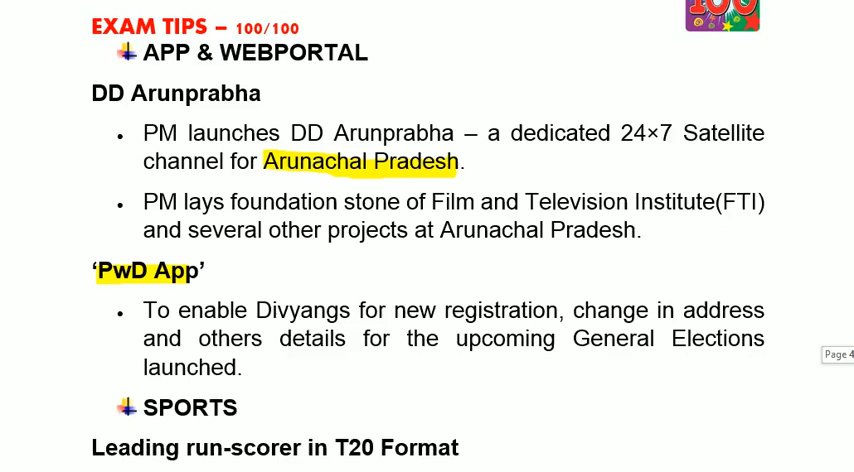 100
EXAM TIPS – 100/100
APP & WEBPORTAL
DD Arunprabha
• PM launches DD Arunprabha – a dedicated 24×7 Satellite
channel for Arunachal Pradesh.
• PM lays foundation stone of Film and Television Institute(FTI)
and several other projects at Arunachal Pradesh.
‘PwD App’
• To enable Divyangs for new registration, change in address
and others details for the upcoming General Elections
launched.
Page 4
SPORTS
Leading run-scorer in T20 Format